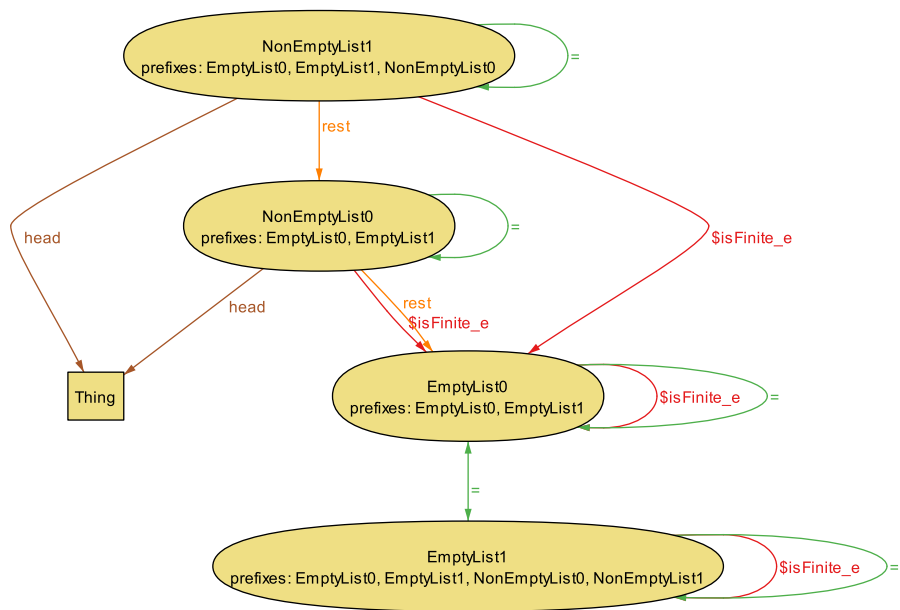 NonEmptyList1
prefixes: EmptyList0, EmptyList1, NonEmptyList0
=
rest
NonEmptyList0
prefixes: EmptyList0, EmptyList1
=
head
$isFinite_e
head
rest
$isFinite_e
Thing
EmptyList0
prefixes: EmptyList0, EmptyList1
$isFinite_e
=
=
EmptyList1
prefixes: EmptyList0, EmptyList1, NonEmptyList0, NonEmptyList1
$isFinite_e
=